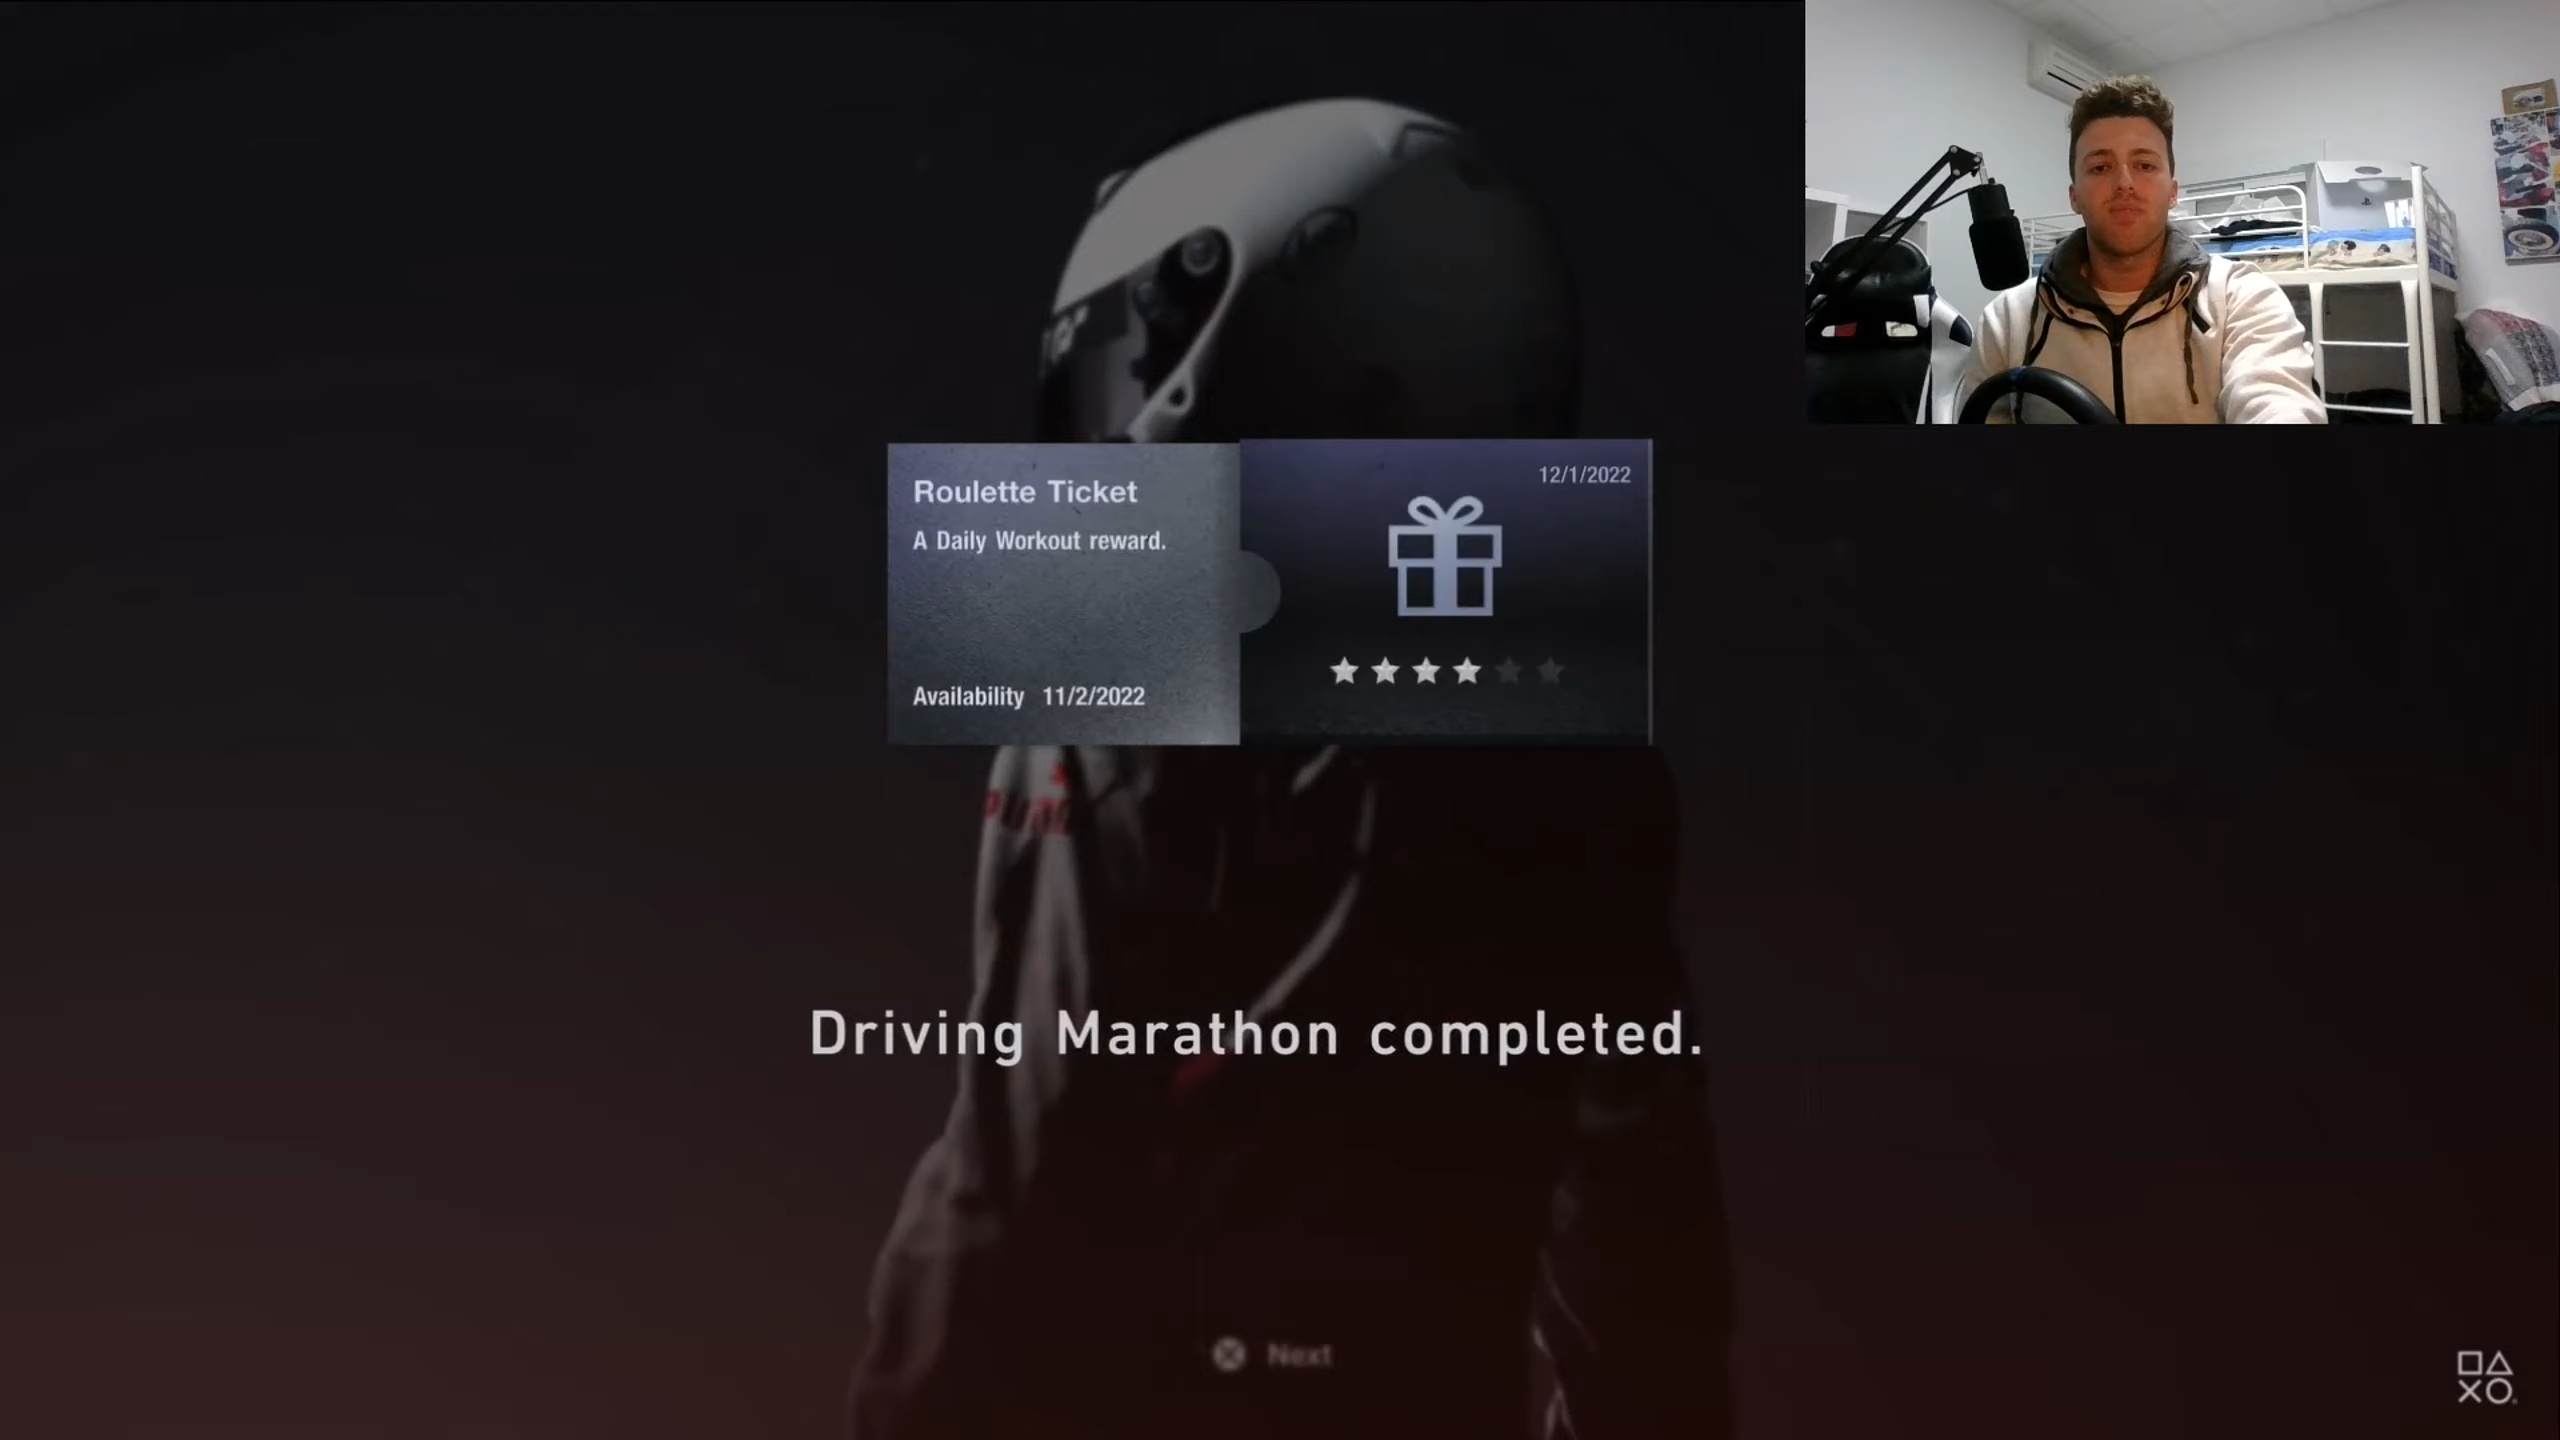 Roulette Ticket
A Daily Workout reward.
Availability 11/2/2022
12/1/2022
Driving Marathon completed.
Next